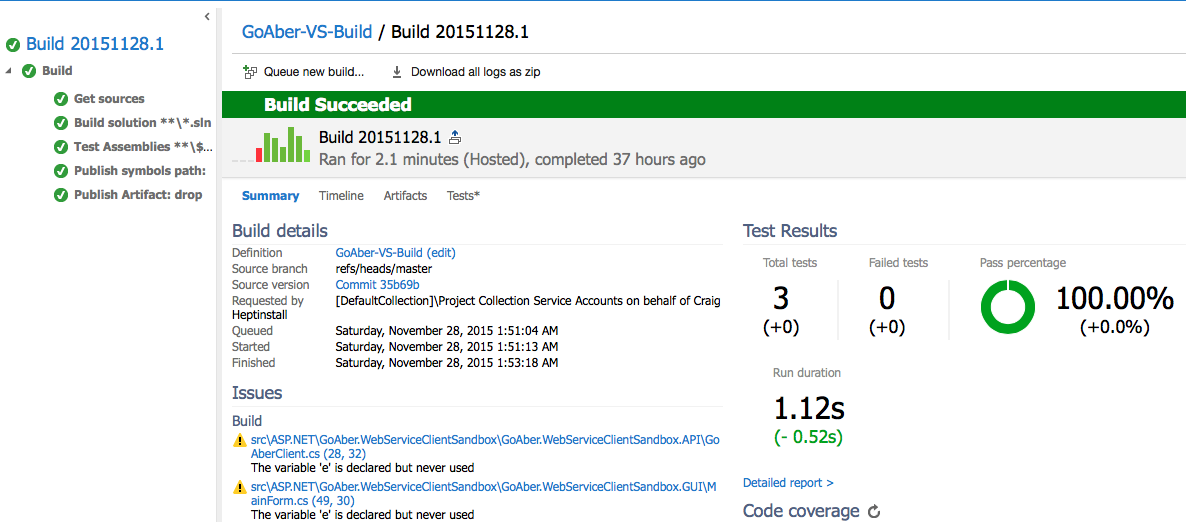 Build 20151128.1
Build
Get sources
Build solution **\*.sln
Test Assemblies **\$...
Publish symbols path:
Publish Artifact: drop
GoAber-VS-Build / Build 20151128.1
Queue new build... Download all logs as zip
Build Succeeded
Build 20151128.1
Ran for 2.1 minutes (Hosted), completed 37 hours ago
Summary Timeline Artifacts Tests*
Build details
Definition GoAber-VS-Build (edit)
Source branch refs/heads/master
Source version Commit 35b69b
Requested by [DefaultCollection]\Project Collection Service Accounts on behalf of Craig
Heptinstall
Queued Saturday, November 28, 2015 1:51:04 AM
Started Saturday, November 28, 2015 1:51:13 AM
Finished Saturday, November 28, 2015 1:53:18 AM
Issues
Build
src\ASP.NET\GoAber.WebServiceClientSandbox\GoAber.WebServiceClientSandbox.API\Go
AberClient.cs (28, 32)
The variable 'e' is declared but never used
src\ASP.NET\GoAber.WebServiceClientSandbox\GoAber.WebServiceClientSandbox.GUI\M
ainForm.cs (49, 30)
The variable 'e' is declared but never used
Test Results
Total tests Failed tests Pass percentage
3 0 100.00%
(+0) (+0) (+0.0%)
Run duration
1.12s
(- 0.52s)
Detailed report >
Code coverage